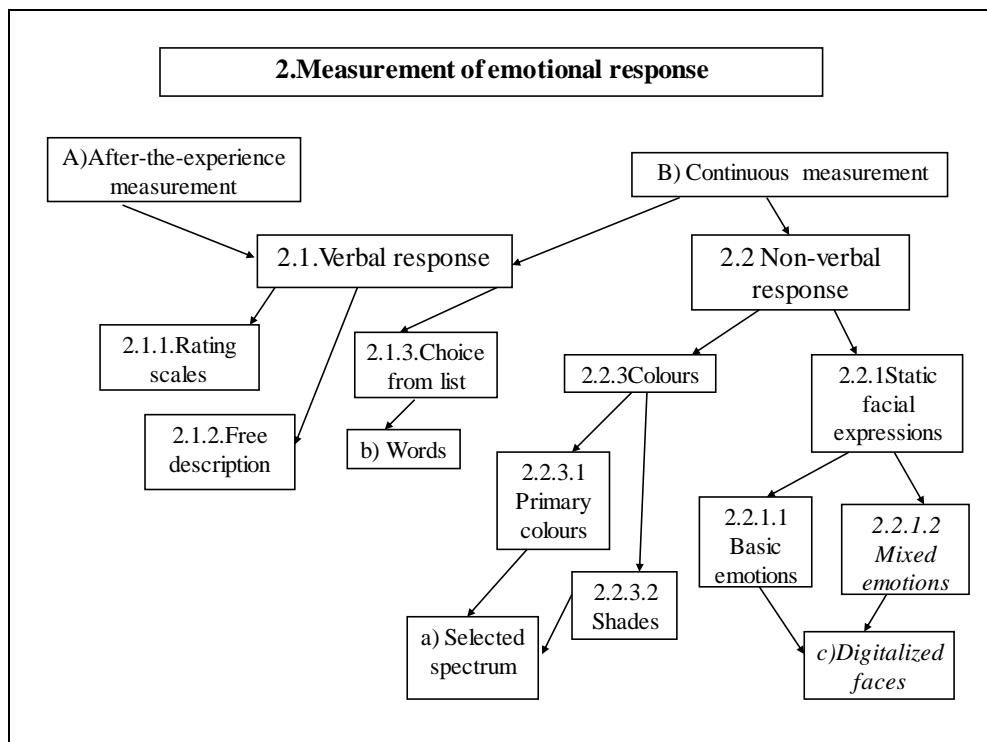 2.Measurement of emotional response
A)After-the-experience
measurement
B) Continuous measurement
2.1.Verbal response
2.2 Non-verbal
response
2.1.1.Rating
scales
2.1.3.Choice
from list
2.2.3Colours
2.2.1Static
facial
expressions
2.1.2.Free
description
b) Words
2.2.3.1
Primary
colours
2.2.1.1
Basic
emotions
2.2.1.2
Mixed
emotions
2.2.3.2
Shades
a) Selected
spectrum
c)Digitalized
faces